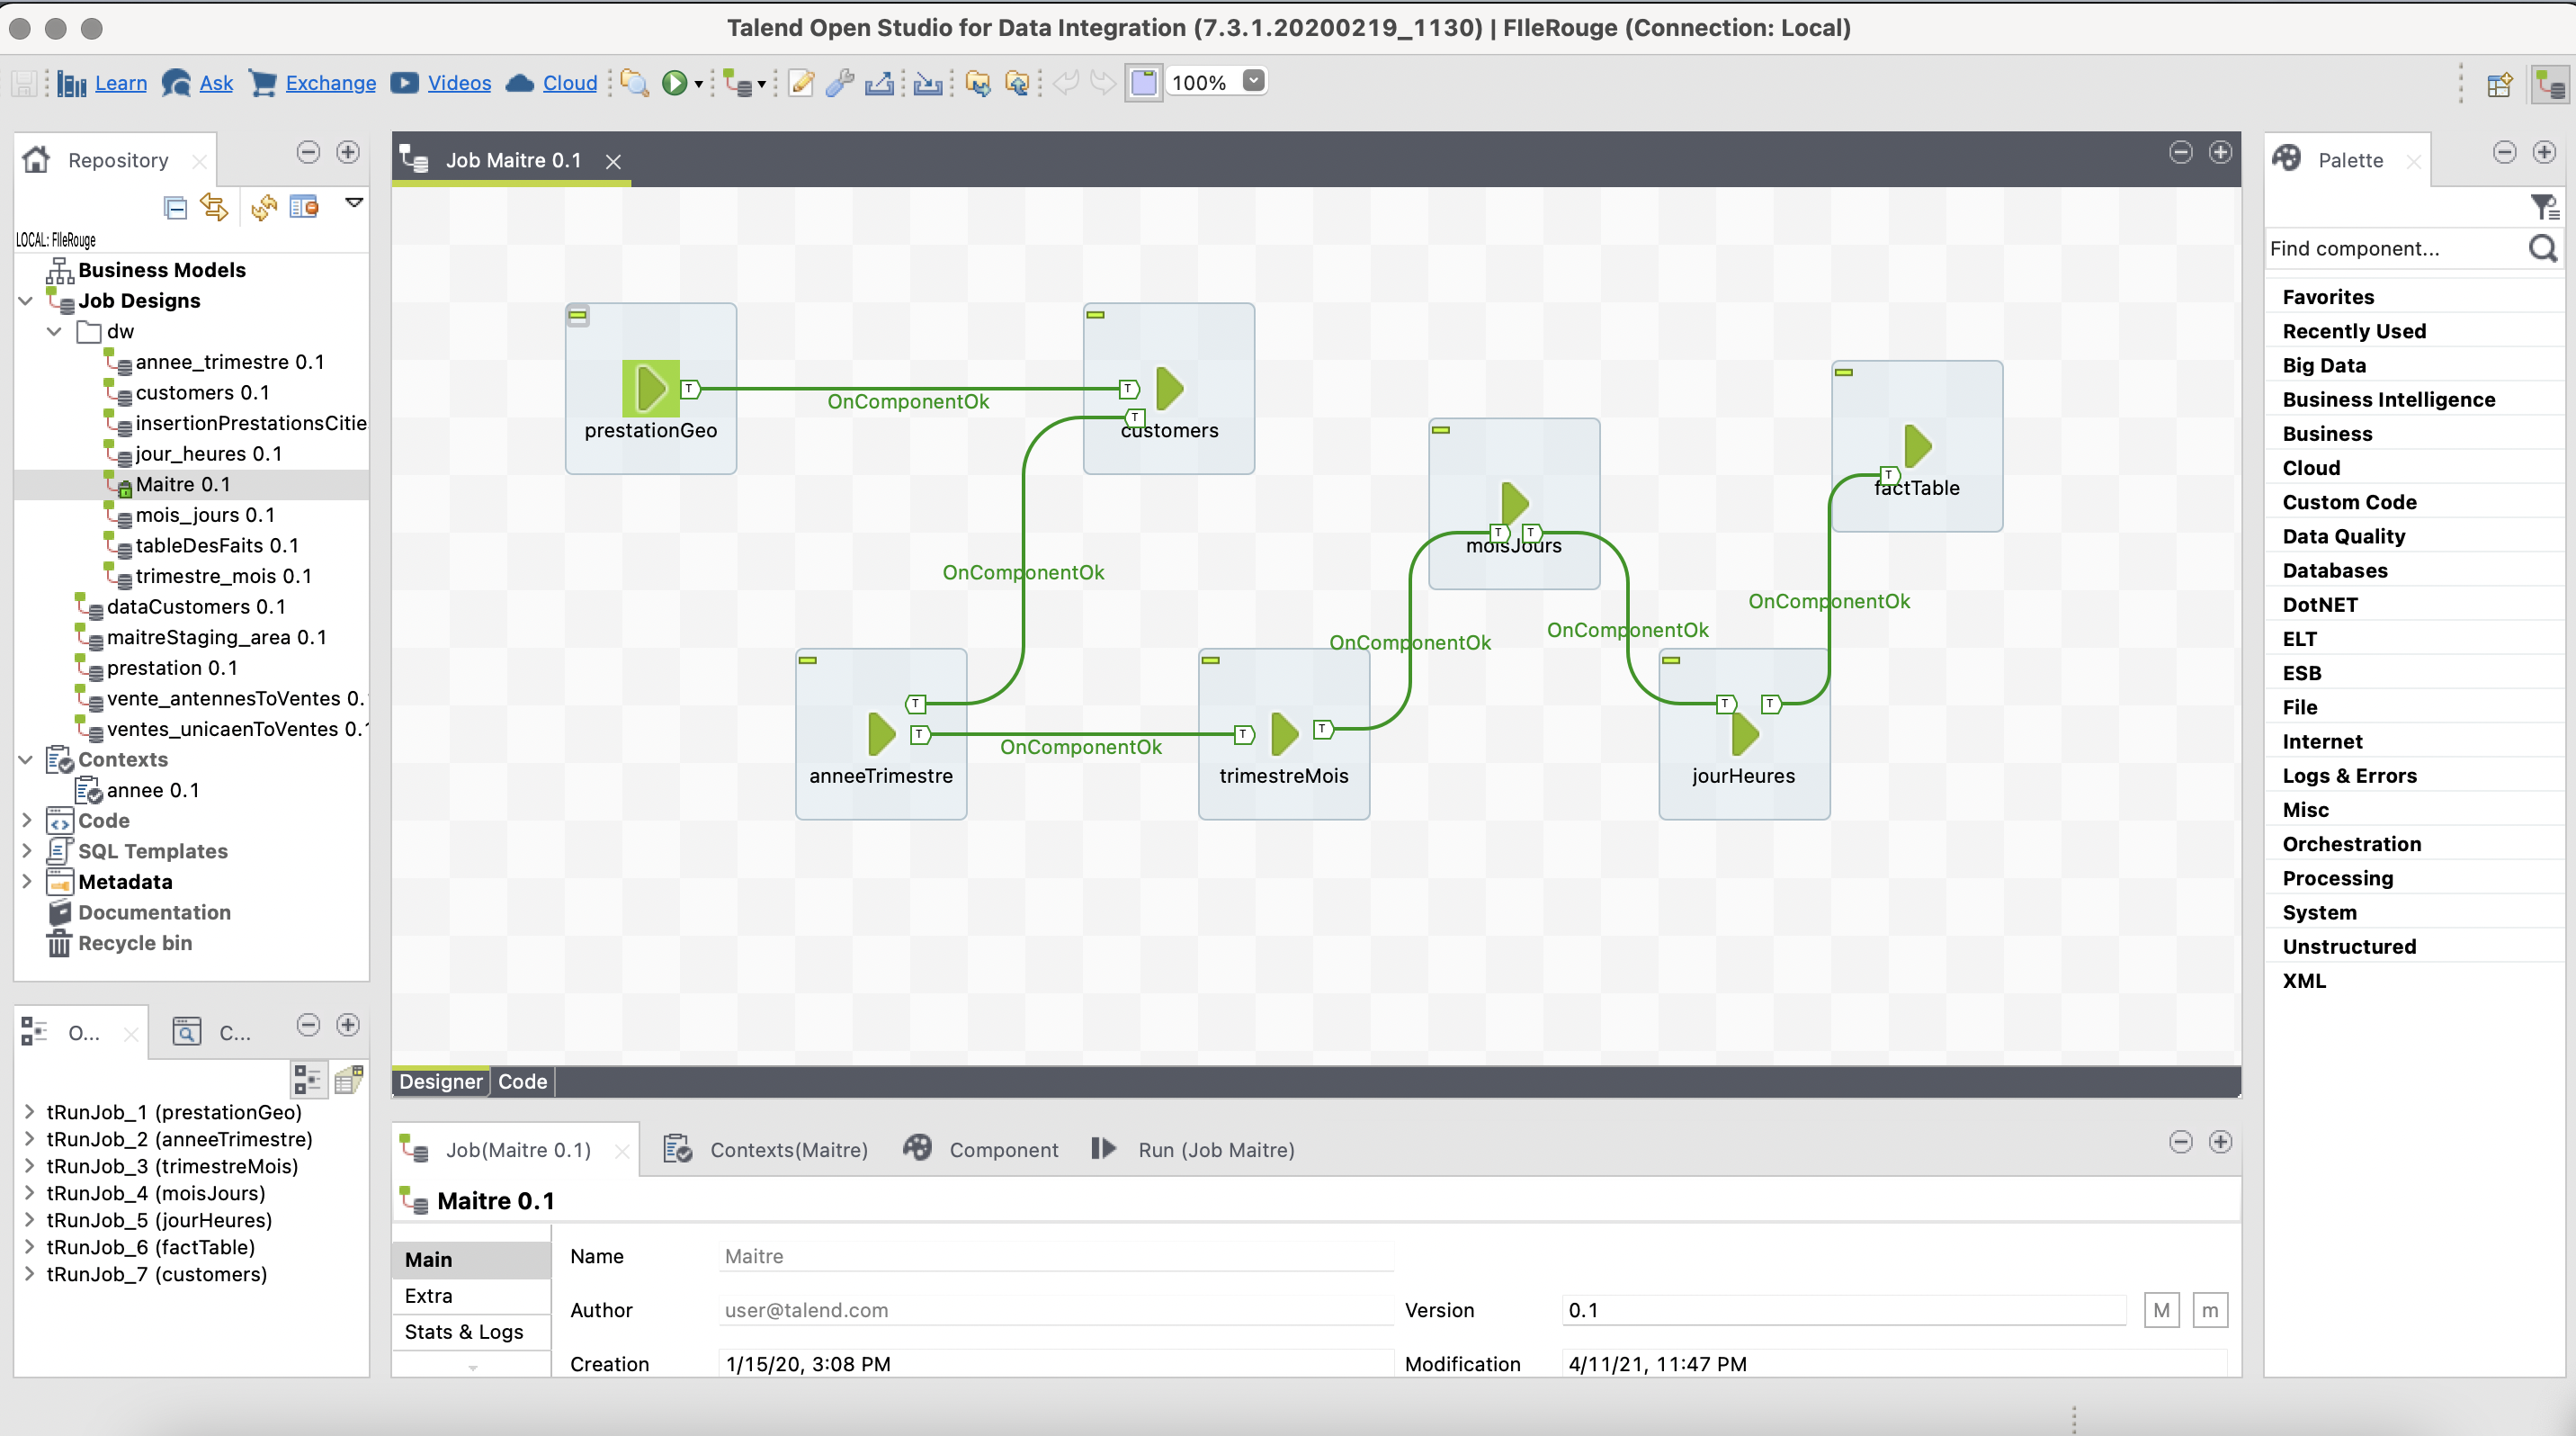 Talend Open Studio for Data Integration (7.3.1.20200219_1130) | FIleRouge (Connection: Local)
Learn Ask Exchange Videos Cloud 100%
Repository
LOCAL: FIleRouge
Business Models
Job Designs
dw
annee_trimestre 0.1
customers 0.1
insertionPrestationsCitie
jour_heures 0.1
Maitre 0.1
mois_jours 0.1
tableDesFaits 0.1
trimestre_mois 0.1
dataCustomers 0.1
maitreStaging_area 0.1
prestation 0.1
vente_antennesToVentes 0.
ventes_unicaenToVentes 0.1
Contexts
annee 0.1
Code
SQL Templates
Metadata
Documentation
Recycle bin
O...
C...
tRunJob_1 (prestationGeo)
tRunJob_2 (anneeTrimestre)
tRunJob_3 (trimestreMois)
tRunJob_4 (moisJours)
tRunJob_5 (jourHeures)
tRunJob_6 (factTable)
tRunJob_7 (customers)
Job Maitre 0.1
T
T
OnComponentOk
T
prestationGeo
customers
T
factTable
T T
moisJours
OnComponentOk
OnComponentOk
OnComponentOk
OnComponentOk
T
T T
T
T
T
OnComponentOk
anneeTrimestre
trimestreMois
jourHeures
Designer Code
Job(Maitre 0.1) Contexts(Maitre) Component Run (Job Maitre)
Maitre 0.1
Main
Extra
Stats & Logs
Name Maitre
Author user@talend.com Version 0.1 M m
Creation 1/15/20, 3:08 PM Modification 4/11/21, 11:47 PM
Palette
Find component...
Favorites
Recently Used
Big Data
Business Intelligence
Business
Cloud
Custom Code
Data Quality
Databases
DotNET
ELT
ESB
File
Internet
Logs & Errors
Misc
Orchestration
Processing
System
Unstructured
XML